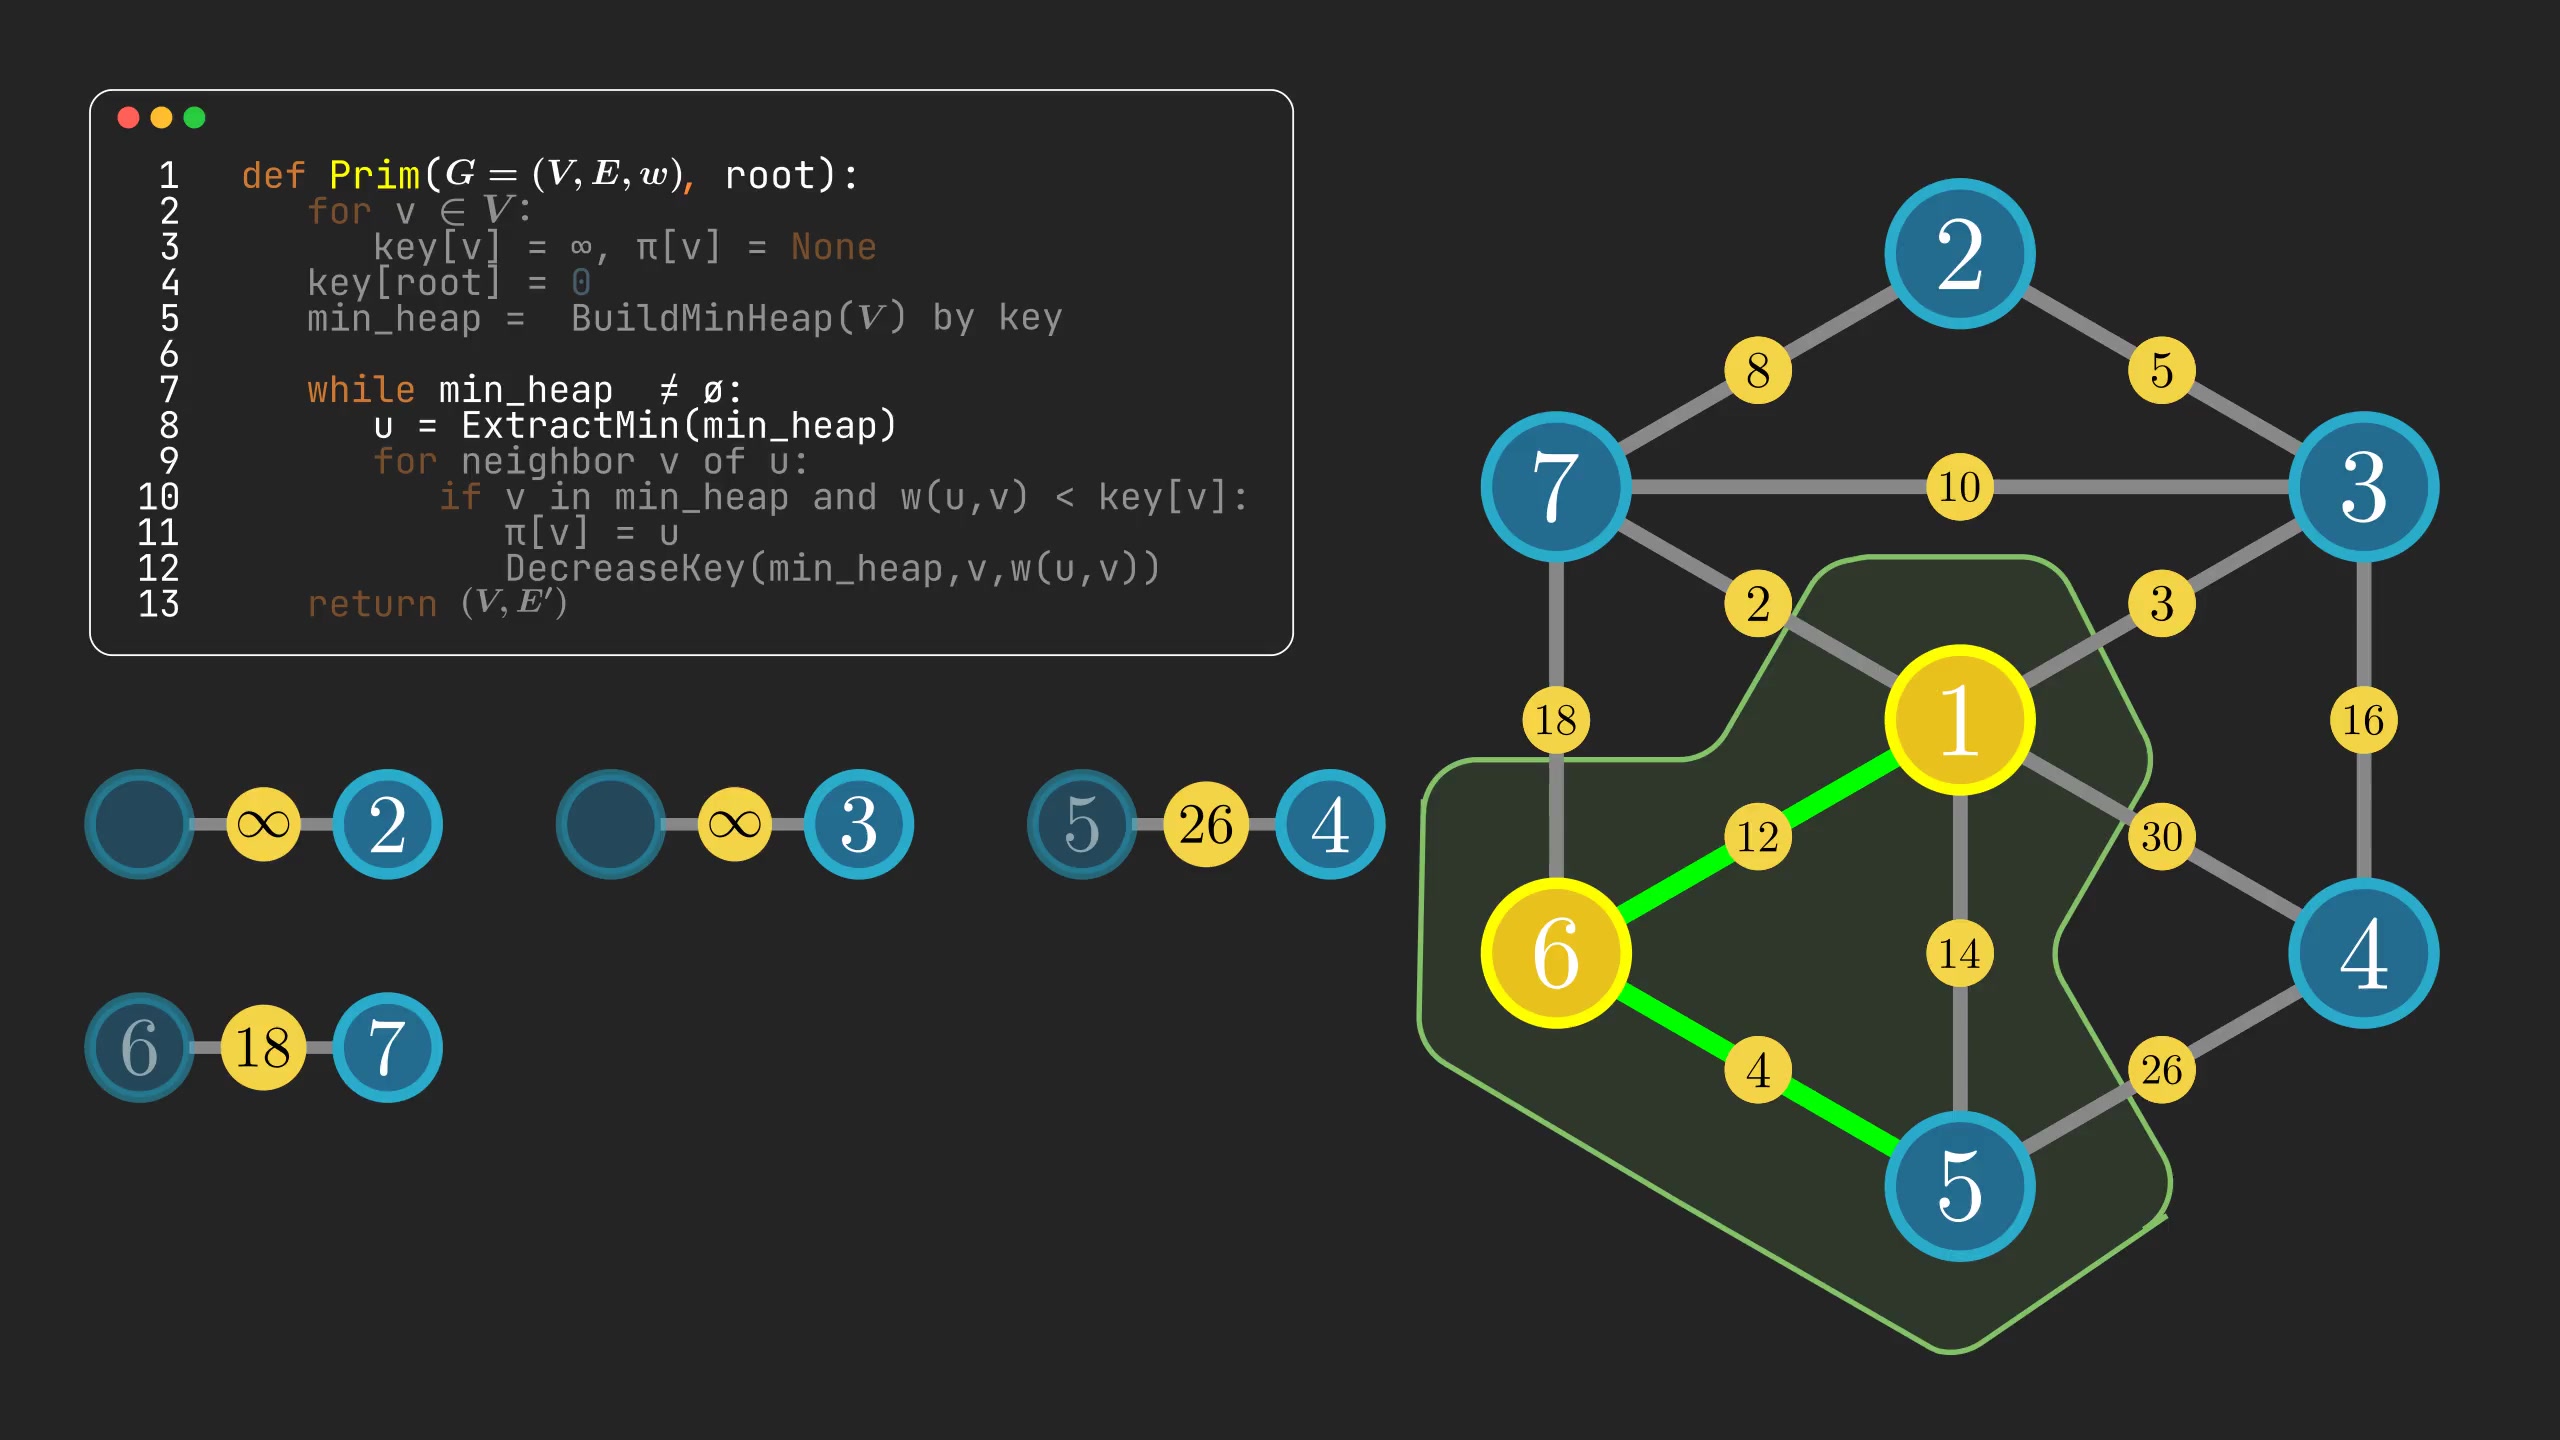 1 def Prim(G = (V, E, w), root):
2 for v ∈ V:
3 key[v] = ∞, π[v] = None
4 key[root] = 0
5 min_heap = BuildMinHeap(V) by key
6
7 while min_heap ≠ ø:
8 u = ExtractMin(min_heap)
9 for neighbor v of u:
10 if v in min_heap and w(u,v) < key[v]:
11 π[v] = u
12 DecreaseKey(min_heap,v,w(u,v))
13 return (V, E′)
∞ 2
∞ 3
5 26 4
6 18 7
2
8 5
7 10 3
2 3
18 1 16
12 30
6 14 4
4 26
5